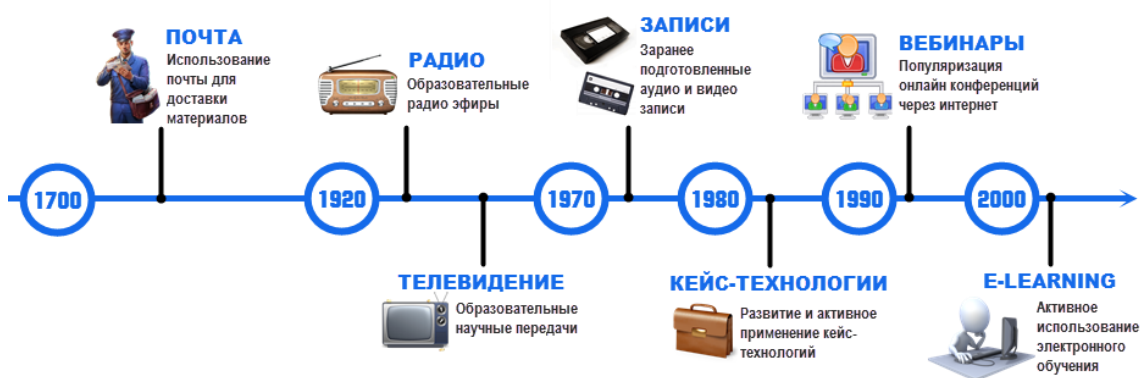 ПОЧТА
Использование
почты для
доставки
материалов
РАДИО
Образовательные
радио эфиры
ЗАПИСИ
Заранее
подготовленные
аудио и видео
записи
ВЕБИНАРЫ
Популяризация
онлайн конференций
через интернет
1700
1920
1970
1980
1990
2000
ТЕЛЕВИДЕНИЕ
Образовательные
научные передачи
КЕЙС-ТЕХНОЛОГИИ
Развитие и активное
применение кейс-
технологий
E-LEARNING
Активное
использование
электронного
обучения